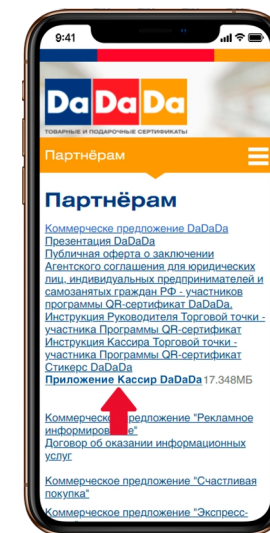 9:41
Da Da Da
ТОВАРНЫЕ И ПОДАРОЧНЫЕ СЕРТИФИКАТЫ
Партнёрам
Партнёрам
Коммерческе предложение DaDaDa
Презентация DaDaDa
Публичная оферта о заключении
Агентского соглашения для юридических
лиц, индивидуальных предпринимателей и
самозанятых граждан РФ - участников
программы QR-сертификат DaDaDa.
Инструкция Руководителя Торговой точки -
участника Программы QR-сертификат
Инструкция Кассира Торговой точки -
участника Программы QR-сертификат
Стикерс DaDaDa
Приложение Кассир DaDaDa 17.348МБ
Коммерческое предложение "Рекламное
Договор об оказании информационных
услуг
Коммерческое предложение "Счастливая
покупка"
Коммерческое предложение "Экспресс-